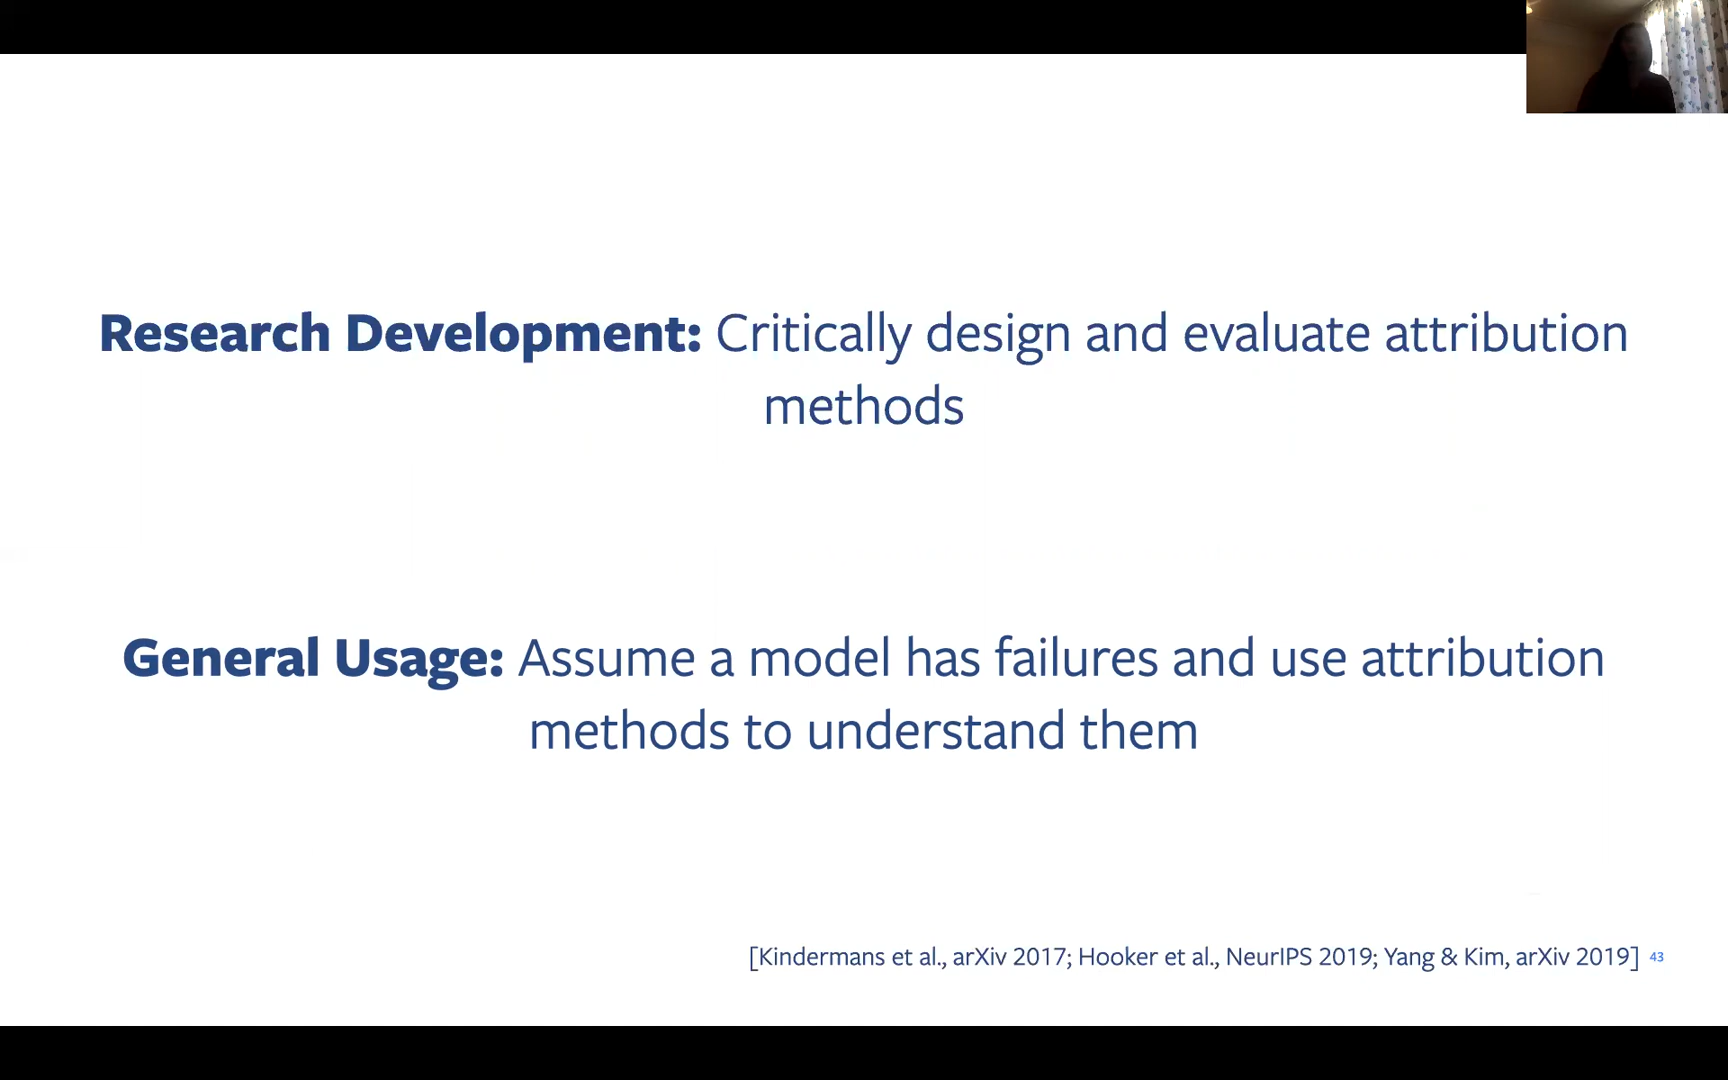 Research Development: Critically design and evaluate attribution
methods
General Usage: Assume a model has failures and use attribution
methods to understand them
[Kindermans et al., arXiv 2017; Hooker et al., NeurIPS 2019; Yang & Kim, arXiv 2019] 43